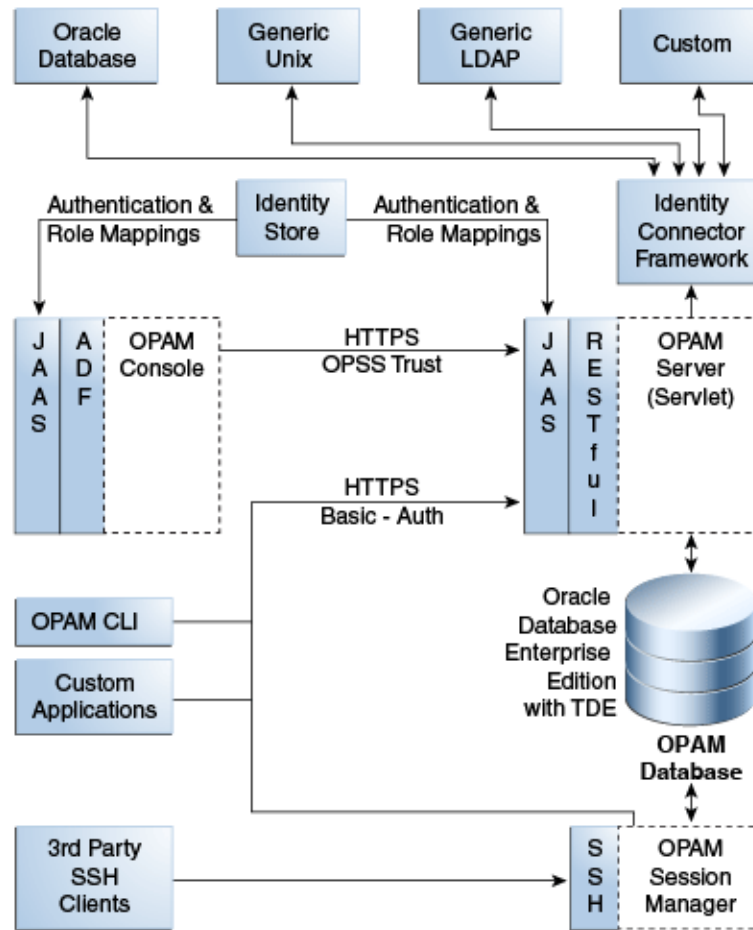 Oracle
Database
Generic
Unix
Generic
LDAP
Custom
Authentication &
Role Mappings
Identity
Store
Authentication &
Role Mappings
Identity
Connector
Framework
J
A
A
S
A
D
F
OPAM
Console
HTTPS
OPSS Trust
J
A
A
S
R
E
S
T
f
u
l
OPAM
Server
(Servlet)
HTTPS
Basic - Auth
OPAM CLI
Custom
Applications
Oracle
Database
Enterprise
Edition
with TDE
OPAM
Database
3rd Party
SSH
Clients
S
S
H
OPAM
Session
Manager